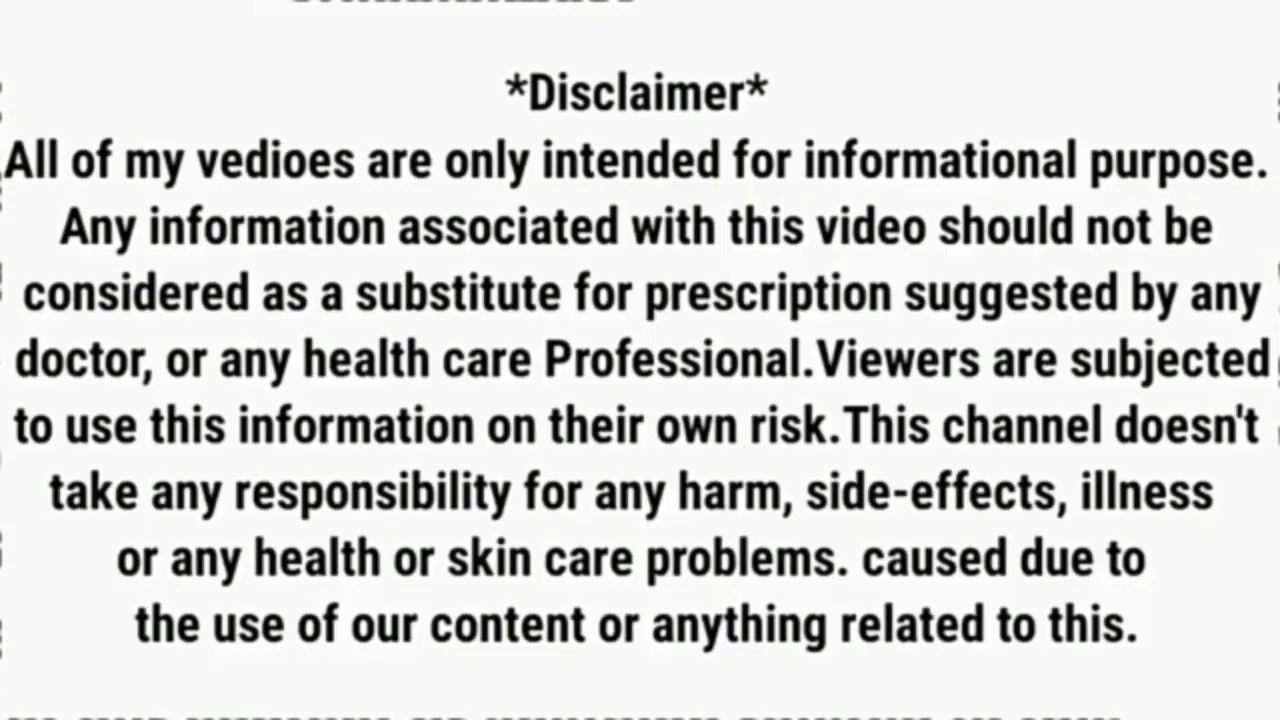 *Disclaimer*
All of my vedioes are only intended for informational purpose.
Any information associated with this video should not be
considered as a substitute for prescription suggested by any
doctor, or any health care Professional.Viewers are subjected
to use this information on their own risk.This channel doesn't
take any responsibility for any harm, side-effects, illness
or any health or skin care problems. caused due to
the use of our content or anything related to this.